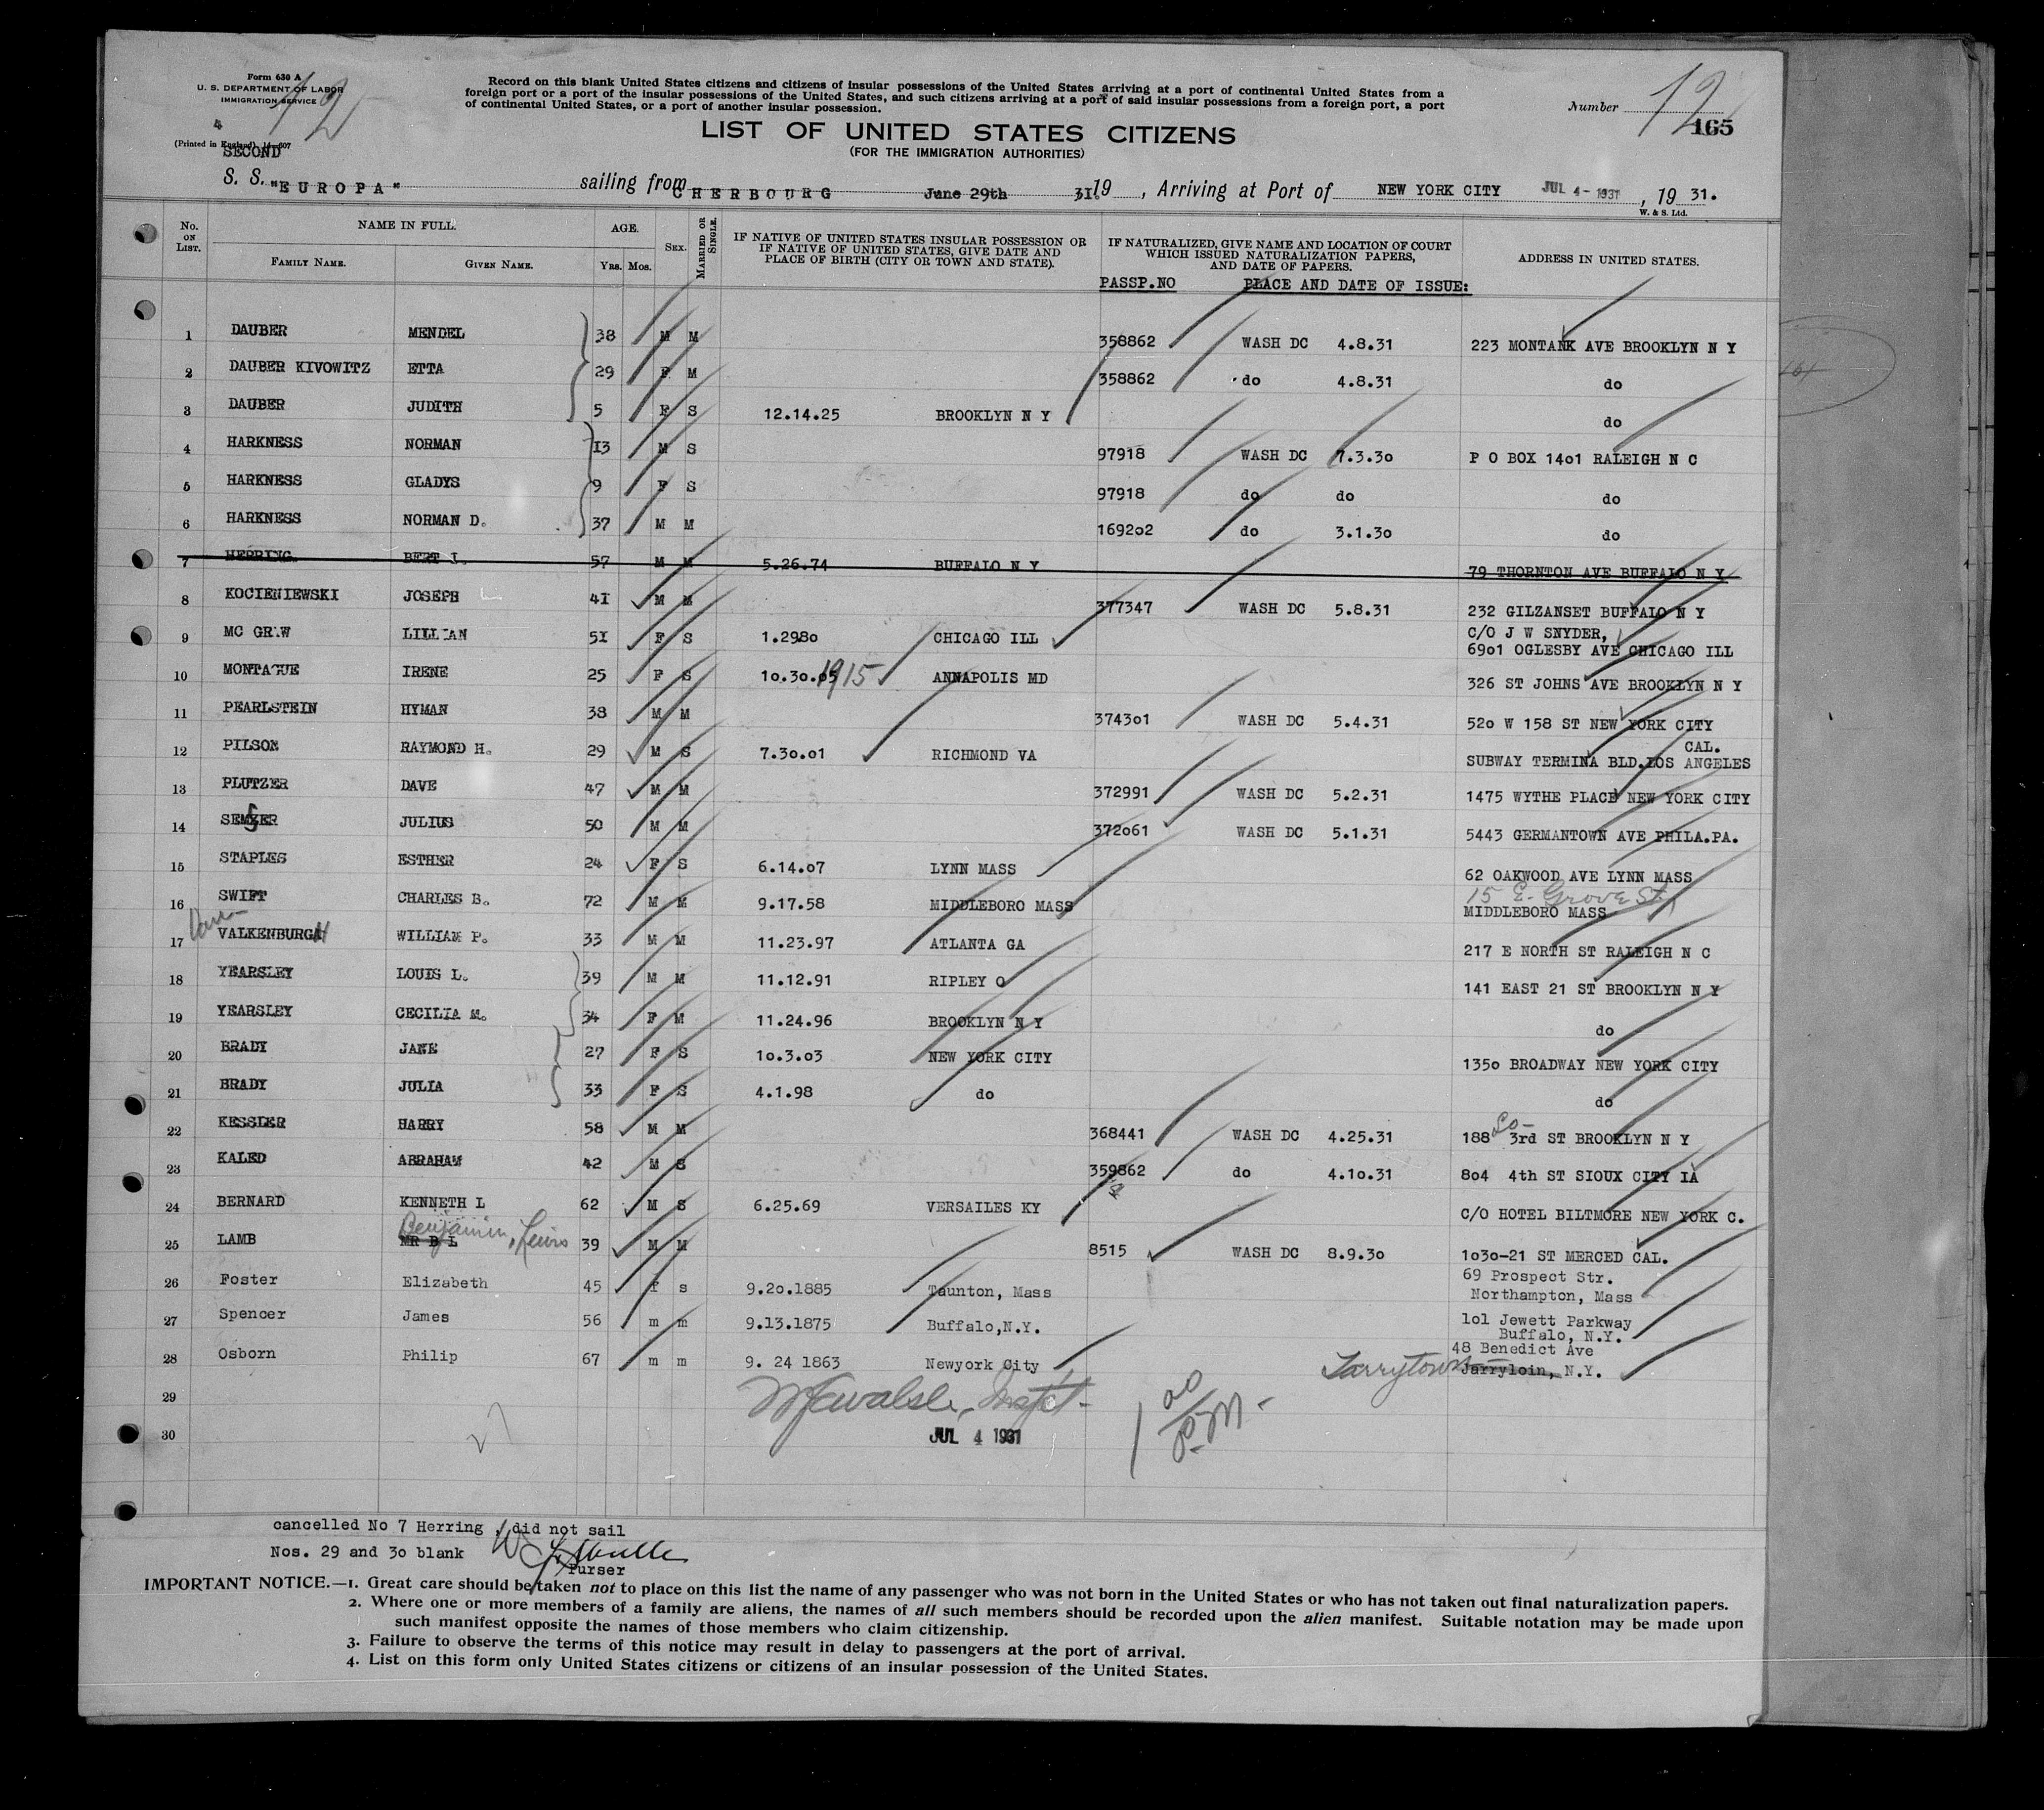 Form 630 A
U. S. DEPARTMENT OF LABOR
IMMIGRATION SERVICE
12
4
(Printed in England) 14—607
Record on this blank United States citizens and citizens of insular possessions of the United States arriving at a port of continental United States from a
foreign port or a port of the insular possessions of the United States, and such citizens arriving at a port of said insular possessions from a foreign port, a port
of continental United States, or a port of another insular possession.
Number 12
165
LIST OF UNITED STATES CITIZENS
(FOR THE IMMIGRATION AUTHORITIES)
SECOND
S. S. "EUROPA" sailing from CHERBOURG June 29th 31. 19 , Arriving at Port of NEW YORK CITY JUL 4 - 1931 , 19 31.
W. & S. Ltd.
No. ON LIST. NAME IN FULL. FAMILY NAME. GIVEN NAME. AGE. Yrs. Mos. SEX. MARRIED OR SINGLE. IF NATIVE OF UNITED STATES INSULAR POSSESSION OR IF NATIVE OF UNITED STATES, GIVE DATE AND PLACE OF BIRTH (CITY OR TOWN AND STATE). IF NATURALIZED, GIVE NAME AND LOCATION OF COURT WHICH ISSUED NATURALIZATION PAPERS, AND DATE OF PAPERS. ADDRESS IN UNITED STATES.
PASSP.NO PLACE AND DATE OF ISSUE:
1 DAUBER MENDEL 38 M M 358862 WASH DC 4.8.31 223 MONTANK AVE BROOKLYN N Y
2 DAUBER KIVOWITZ ETTA 29 F M 358862 do 4.8.31 do
3 DAUBER JUDITH 5 F S 12.14.25 BROOKLYN N Y do
4 HARKNESS NORMAN 13 M S 97918 WASH DC 7.3.30 P O BOX 1401 RALEIGH N C
5 HARKNESS GLADYS 9 F S 97918 do do do
6 HARKNESS NORMAN D. 37 M M 169202 do 3.1.30 do
7 HERRING BERT L. 57 M M 5.26.74 BUFFALO N Y 79 THORNTON AVE BUFFALO N Y
8 KOCIENIEWSKI JOSEPH 41 M M 377347 WASH DC 5.8.31 232 GILZANSET BUFFALO N Y
9 MC GRAW LILLIAN 51 F S 1.2980 CHICAGO ILL C/O J W SNYDER,
6901 OGLESBY AVE CHICAGO ILL
10 MONTAGUE IRENE 25 F S 10.30.05 1915 ANNAPOLIS MD 326 ST JOHNS AVE BROOKLYN N Y
11 PEARLSTEIN HYMAN 38 M M 374301 WASH DC 5.4.31 520 W 158 ST NEW YORK CITY
12 PILSON RAYMOND H. 29 M S 7.30.01 RICHMOND VA CAL.
SUBWAY TERMINA BLD.LOS ANGELES
13 PLUTZER DAVE 47 M M 372991 WASH DC 5.2.31 1475 WYTHE PLACE NEW YORK CITY
14 SEMZER JULIUS 50 M M 372061 WASH DC 5.1.31 5443 GERMANTOWN AVE PHILA.PA.
15 STAPLES ESTHER 24 F S 6.14.07 LYNN MASS 62 OAKWOOD AVE LYNN MASS
16 SWIFT CHARLES B. 72 M M 9.17.58 MIDDLEBORO MASS 15 E. Grove St.
MIDDLEBORO MASS
17 VALKENBURGH WILLIAM P. 33 M M 11.23.97 ATLANTA GA 217 E NORTH ST RALEIGH N C
18 YEARSLEY LOUIS L. 39 M M 11.12.91 RIPLEY O 141 EAST 21 ST BROOKLYN N Y
19 YEARSLEY CECILIA M. 34 F M 11.24.96 BROOKLYN N Y do
20 BRADY JANE 27 F S 10.3.03 NEW YORK CITY 1350 BROADWAY NEW YORK CITY
21 BRADY JULIA 33 F S 4.1.98 do do
22 KESSLER HARRY 58 M M 368441 WASH DC 4.25.31 188 So- 3rd ST BROOKLYN N Y
23 KALED ABRAHAM 42 M S 359862 do 4.10.31 804 4th ST SIOUX CITY IA
24 BERNARD KENNETH L 62 M S 6.25.69 VERSAILES KY C/O HOTEL BILTMORE NEW YORK C.
25 LAMB MR B L Benjamin, Lewis 39 M M 8515 WASH DC 8.9.30 1030-21 ST MERCED CAL.
26 Foster Elizabeth 45 f s 9.20.1885 Taunton, Mass 69 Prospect Str.
Northampton, Mass
27 Spencer James 56 m m 9.13.1875 Buffalo,N.Y. 101 Jewett Parkway
Buffalo, N.Y.
28 Osborn Philip 67 m m 9. 24 1863 Newyork City 48 Benedict Ave
Tarrytown Jarryloin, N.Y.
29
30
JUL 4 1931
1 20 P.M-
cancelled No 7 Herring , did not sail
Nos. 29 and 30 blank
Purser
IMPORTANT NOTICE.—1. Great care should be taken not to place on this list the name of any passenger who was not born in the United States or who has not taken out final naturalization papers.
2. Where one or more members of a family are aliens, the names of all such members should be recorded upon the alien manifest. Suitable notation may be made upon
such manifest opposite the names of those members who claim citizenship.
3. Failure to observe the terms of this notice may result in delay to passengers at the port of arrival.
4. List on this form only United States citizens or citizens of an insular possession of the United States.